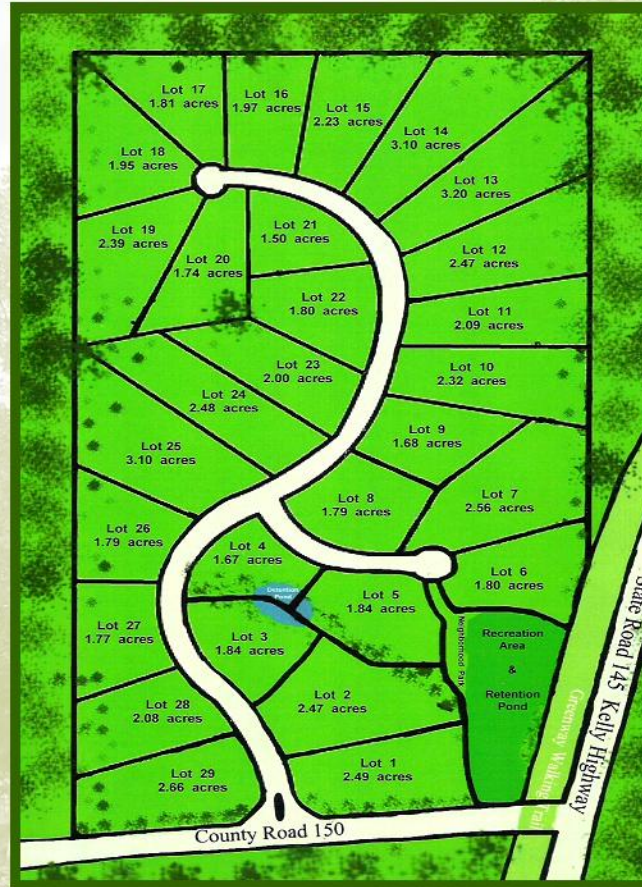 Lot 17
1.81 acres
Lot 16
1.97 acres
Lot 15
2.23 acres
Lot 14
3.10 acres
Lot 18
1.95 acres
Lot 13
3.20 acres
Lot 19
2.39 acres
Lot 20
1.74 acres
Lot 21
1.50 acres
Lot 12
2.47 acres
Lot 22
1.80 acres
Lot 11
2.09 acres
Lot 23
2.00 acres
Lot 10
2.32 acres
Lot 24
2.48 acres
Lot 25
3.10 acres
Lot 9
1.68 acres
Lot 8
1.79 acres
Lot 7
2.56 acres
Lot 26
1.79 acres
Lot 4
1.67 acres
Detention
Pond
Lot 5
1.84 acres
Lot 6
1.80 acres
Lot 27
1.77 acres
Lot 3
1.84 acres
Neighborhood Park
Recreation
Area
&
Retention
Pond
Lot 28
2.08 acres
Lot 2
2.47 acres
Lot 29
2.66 acres
Lot 1
2.49 acres
Greenway Walking Trail
State Road 145 Kelly Highway
County Road 150